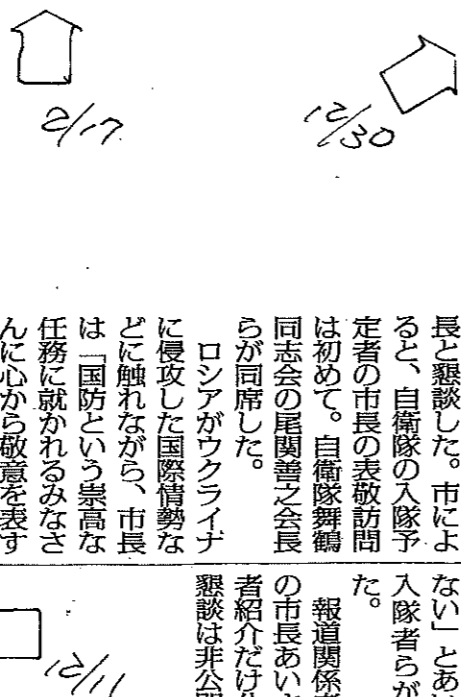 2/17
12/30
長と懇談した。市によ
ると、自衛隊の入隊予
定者の市長の表敬訪問
は初めて。自衛隊舞鶴
同志会の尾関善之会長
らが同席した。
ロシアがウクライナ
に侵攻した国際情勢な
どに触れながら、市長
は「国防という崇高な
任務に就かれるみなさ
んに心から敬意を表す
ない」とあ
入隊者らが
た。
報道関係
の市長あい
者紹介だけ
懇談は非公
12/11